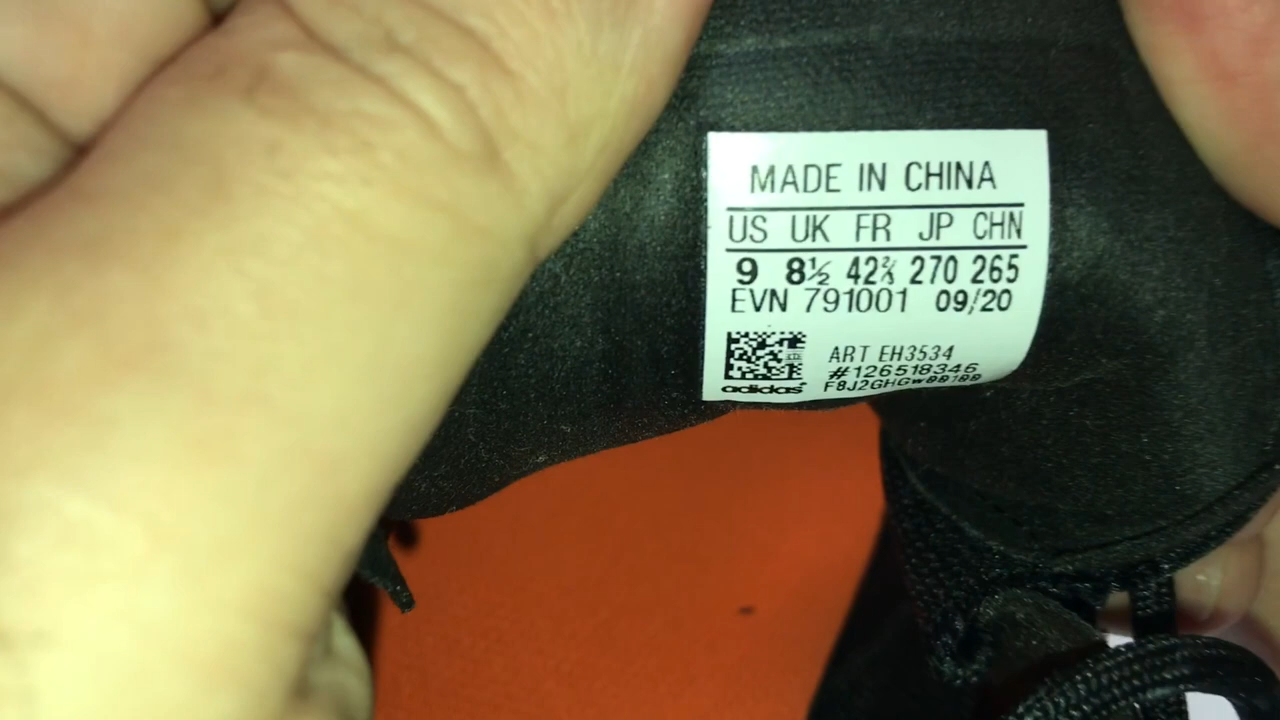 MADE IN CHINA
US UK FR JP CHN
9 8½ 42⅔ 270 265
EVN 791001 09/20
ART EH3534
#126518346
adidas F8J2GHGW00100